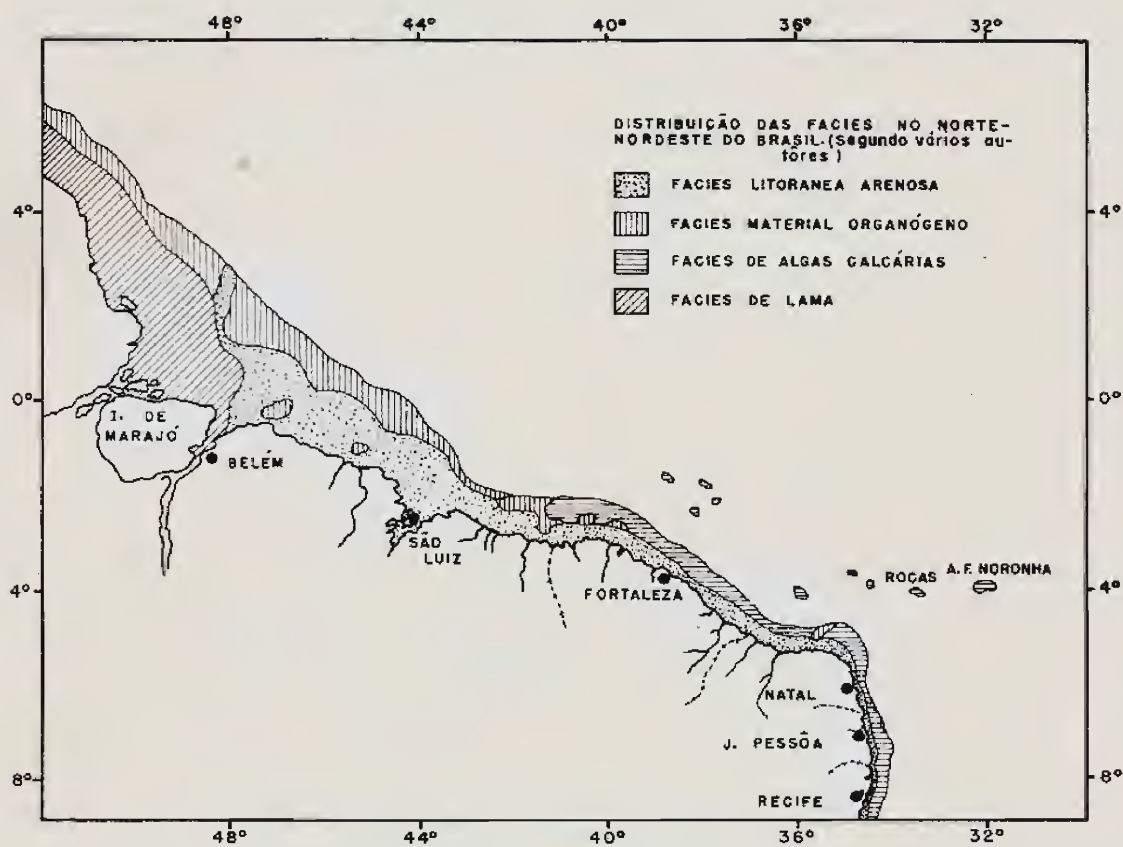 48° 44° 40° 36° 32°
DISTRIBUIÇÃO DAS FACIES NO NORTE-
NORDESTE DO BRASIL.(Segundo vários au-
tôres)
FACIES LITORANEA ARENOSA
FACIES MATERIAL ORGANÓGENO
FACIES DE ALGAS CALCÁRIAS
FACIES DE LAMA
4° 4°
0° 0°
I. DE
MARAJÓ
BELÉM
SÃO
LUIZ
FORTALEZA
ROCAS
A.F. NORONHA
4° 4°
NATAL
J. PESSÔA
RECIFE
8° 8°
48° 44° 40° 36° 32°